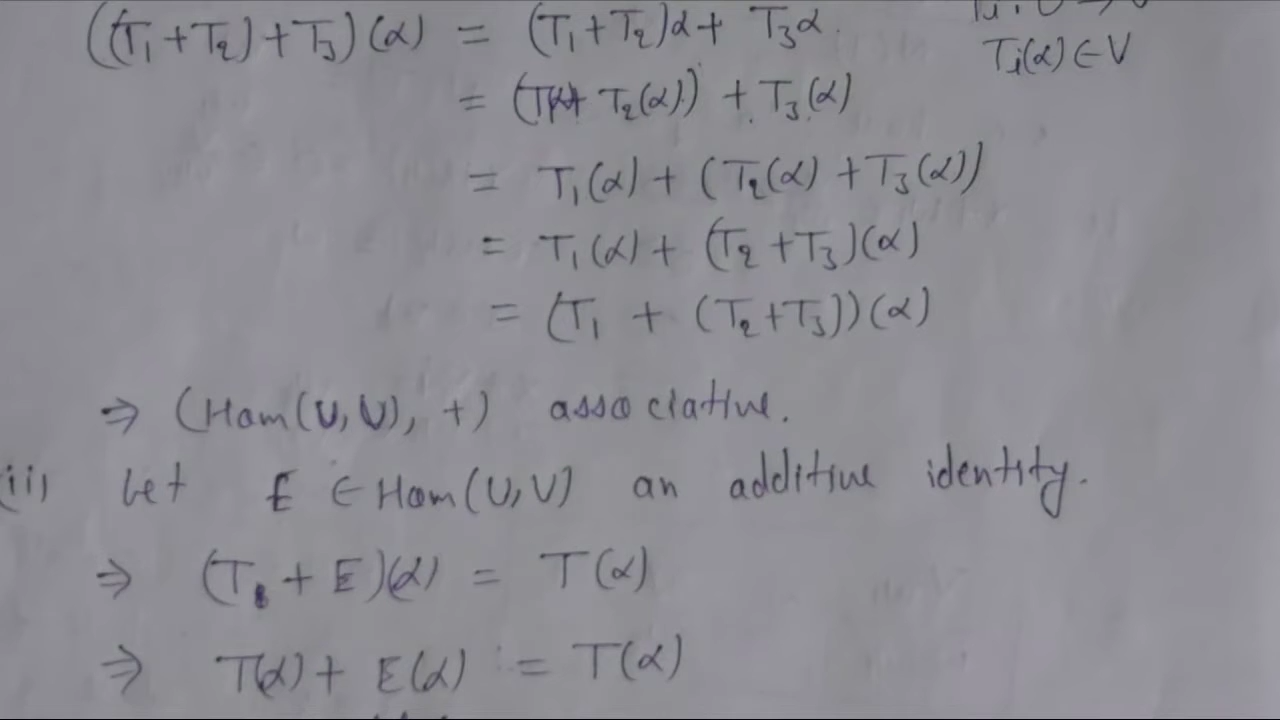 ((T₁+T₂)+T₃)(α) = (T₁+T₂)α + T₃α.
Tᵢ(α) ∈ V
= (T₁(α)+ T₂(α)) + T₃(α)
= T₁(α) + (T₂(α) + T₃(α))
= T₁(α) + (T₂+T₃)(α)
= (T₁ + (T₂+T₃))(α)
⇒ (Hom(U,V), +) associative.
(ii) Let E ∈ Hom(U,V) an additive identity.
⇒ (T + E)(α) = T(α)
⇒ T(α) + E(α) = T(α)